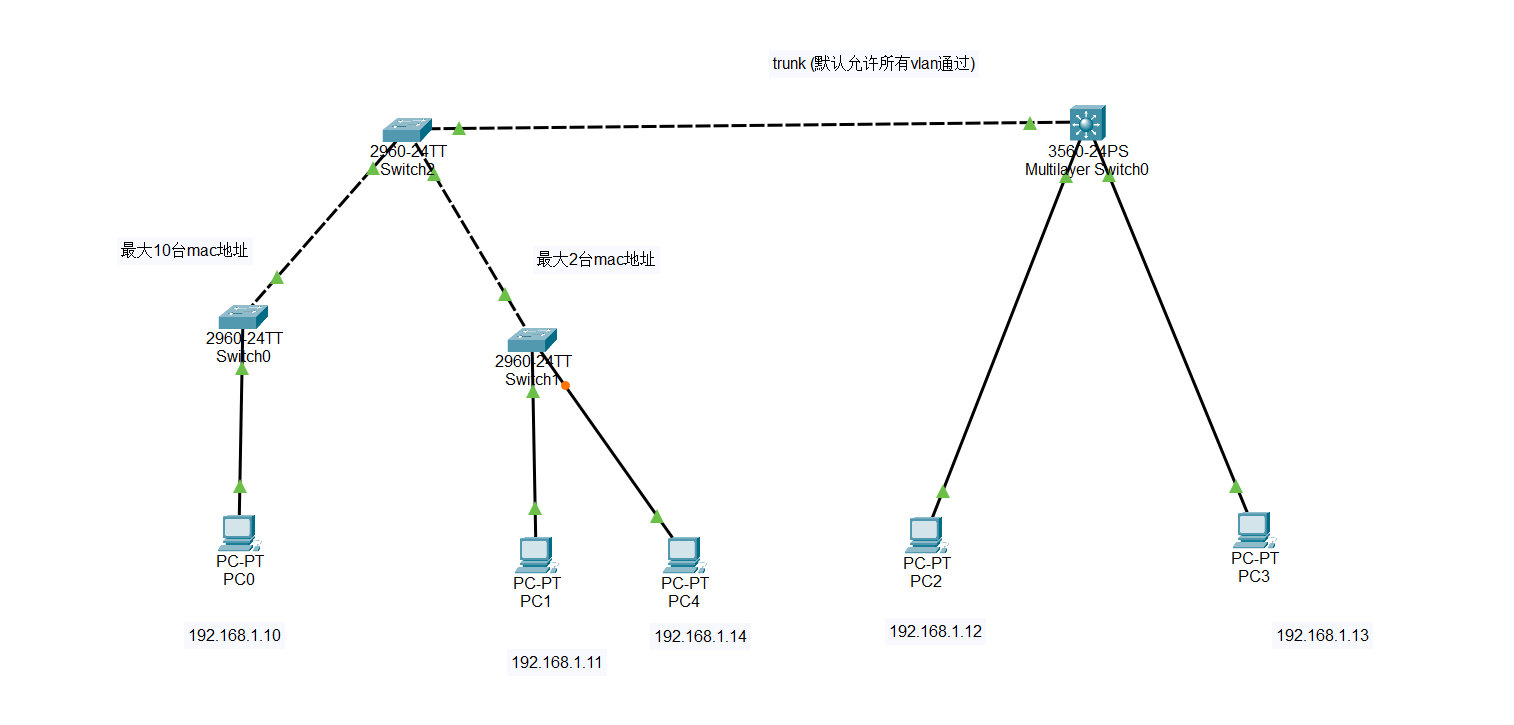 trunk (默认允许所有vlan通过)
2960-24TT
Switch2
3560-24PS
Multilayer Switch0
最大10台mac地址
最大2台mac地址
2960-24TT
Switch0
2960-24TT
Switch1
PC-PT
PC0
PC-PT
PC1
PC-PT
PC4
PC-PT
PC2
PC-PT
PC3
192.168.1.10
192.168.1.11
192.168.1.14
192.168.1.12
192.168.1.13